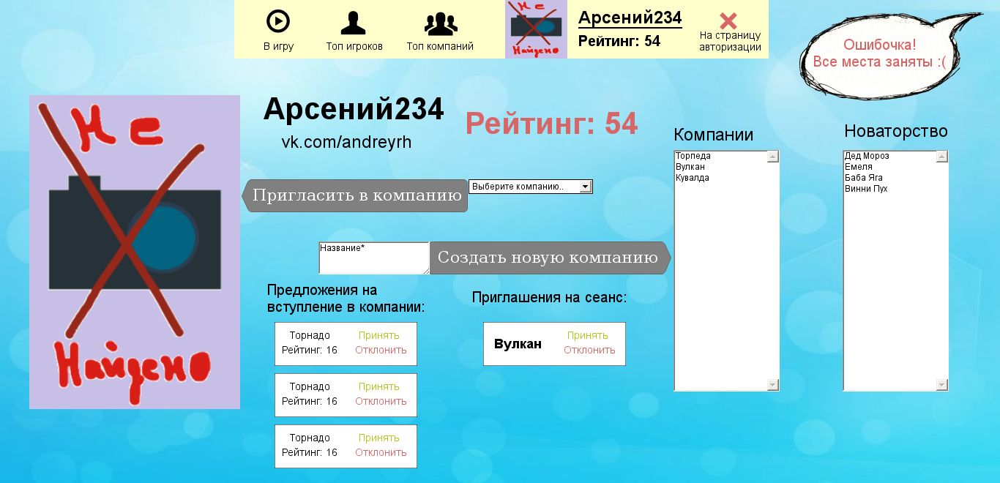 В игру
Топ игроков
Топ компаний
Не
Найдено
Арсений234
Рейтинг: 54
На страницу
авторизации
Ошибочка!
Все места заняты :(
Не
Найдено
Арсений234
vk.com/andreyrh
Рейтинг: 54
Пригласить в компанию
Выберите компанию..
Название*
Создать новую компанию
Предложения на
вступление в компании:
Торнадо Принять
Рейтинг: 16 Отклонить
Торнадо Принять
Рейтинг: 16 Отклонить
Торнадо Принять
Рейтинг: 16 Отклонить
Приглашения на сеанс:
Вулкан
Принять
Отклонить
Компании
Торпеда
Вулкан
Кувалда
Новаторство
Дед Мороз
Емеля
Баба Яга
Винни Пух